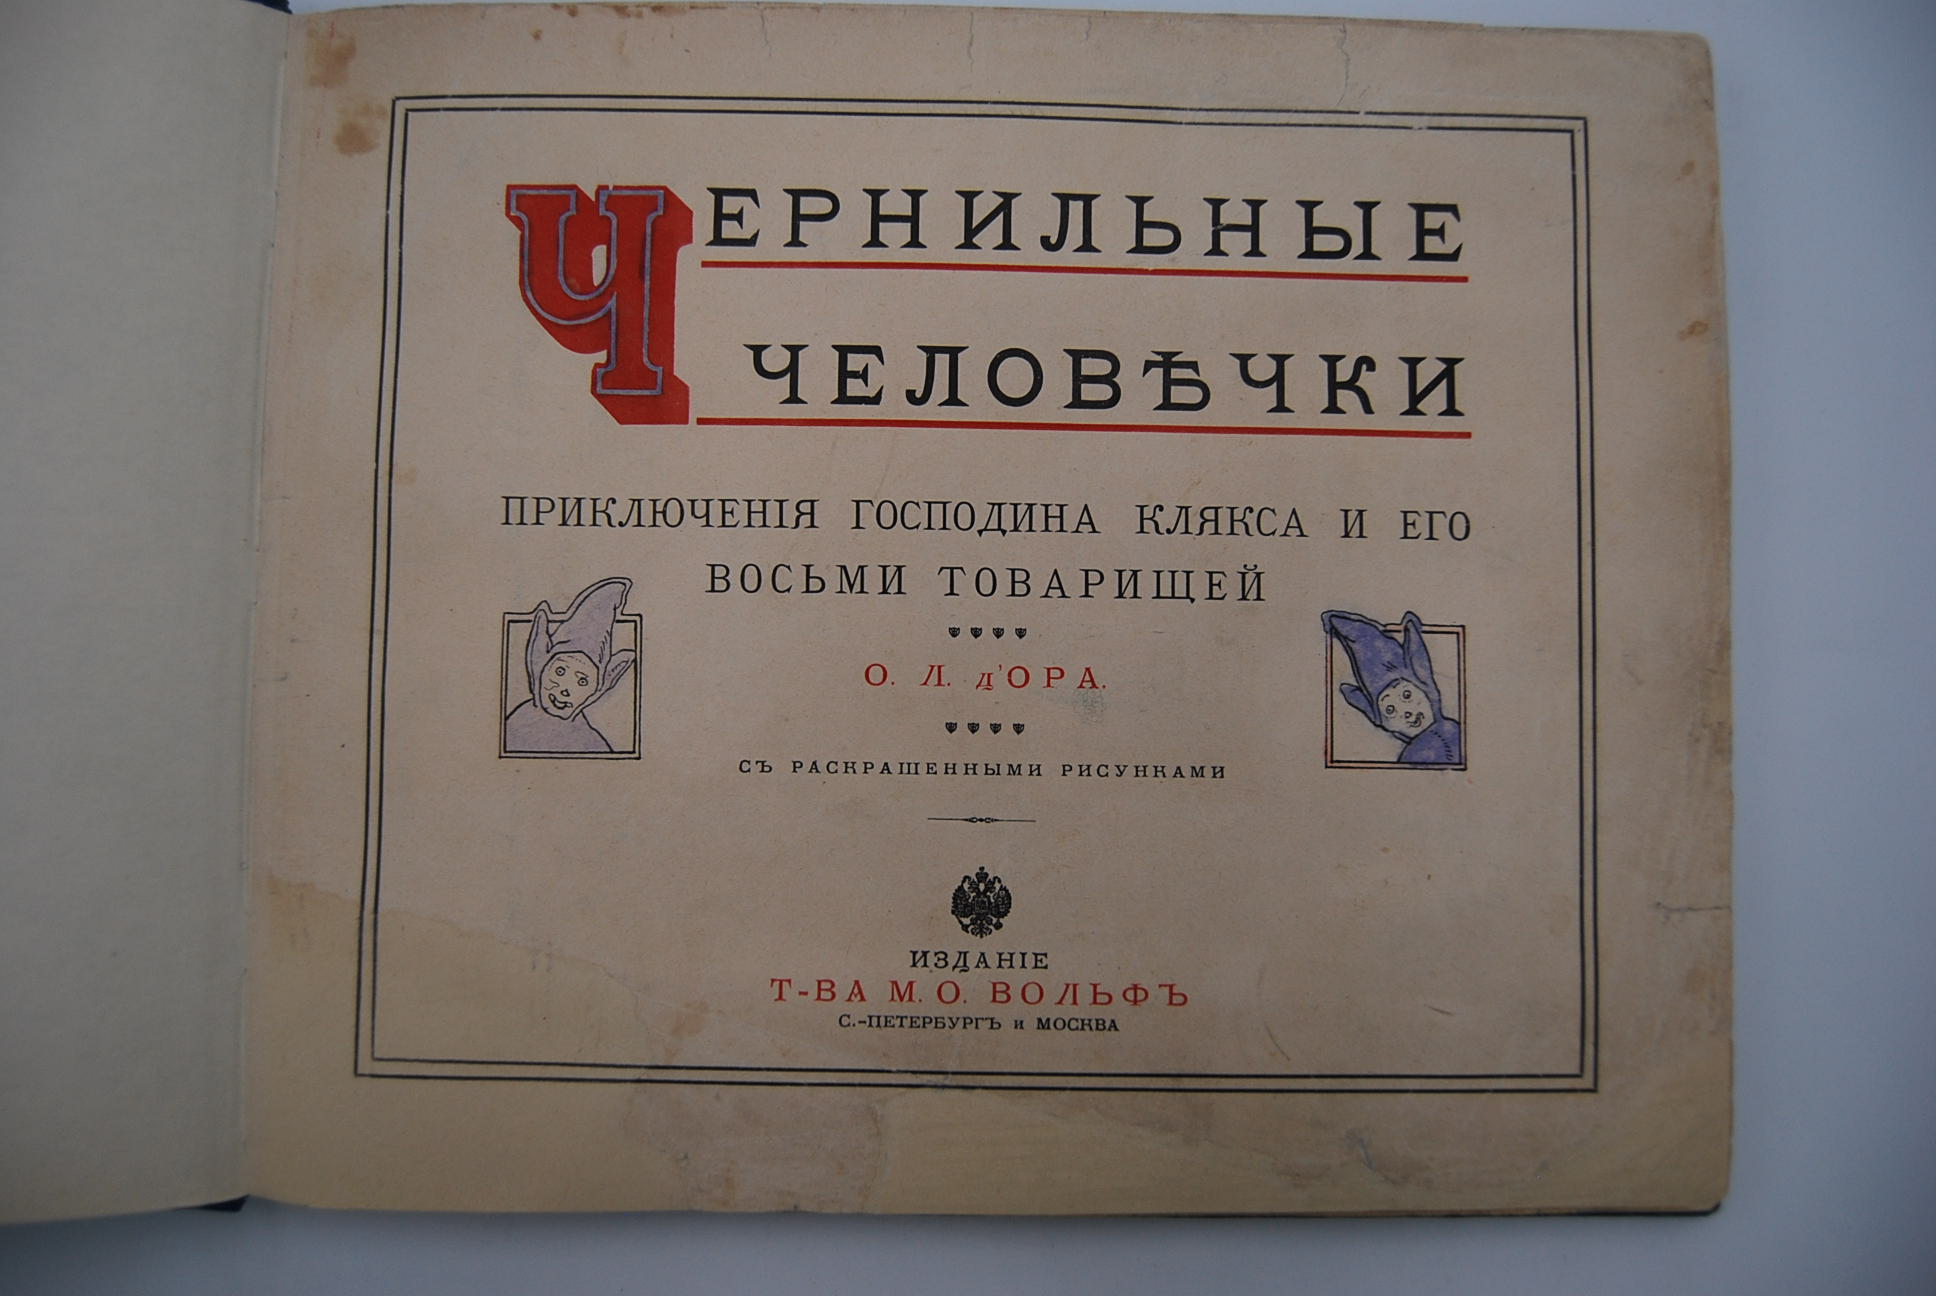 ЧЕРНИЛЬНЫЕ
ЧЕЛОВѢЧКИ
ПРИКЛЮЧЕНІЯ ГОСПОДИНА КЛЯКСА И ЕГО
ВОСЬМИ ТОВАРИЩЕЙ
О. Л. д'ОРА.
СЪ РАСКРАШЕННЫМИ РИСУНКАМИ
ИЗДАНІЕ
Т-ВА М. О. ВОЛЬФЪ
С.-ПЕТЕРБУРГЪ и МОСКВА